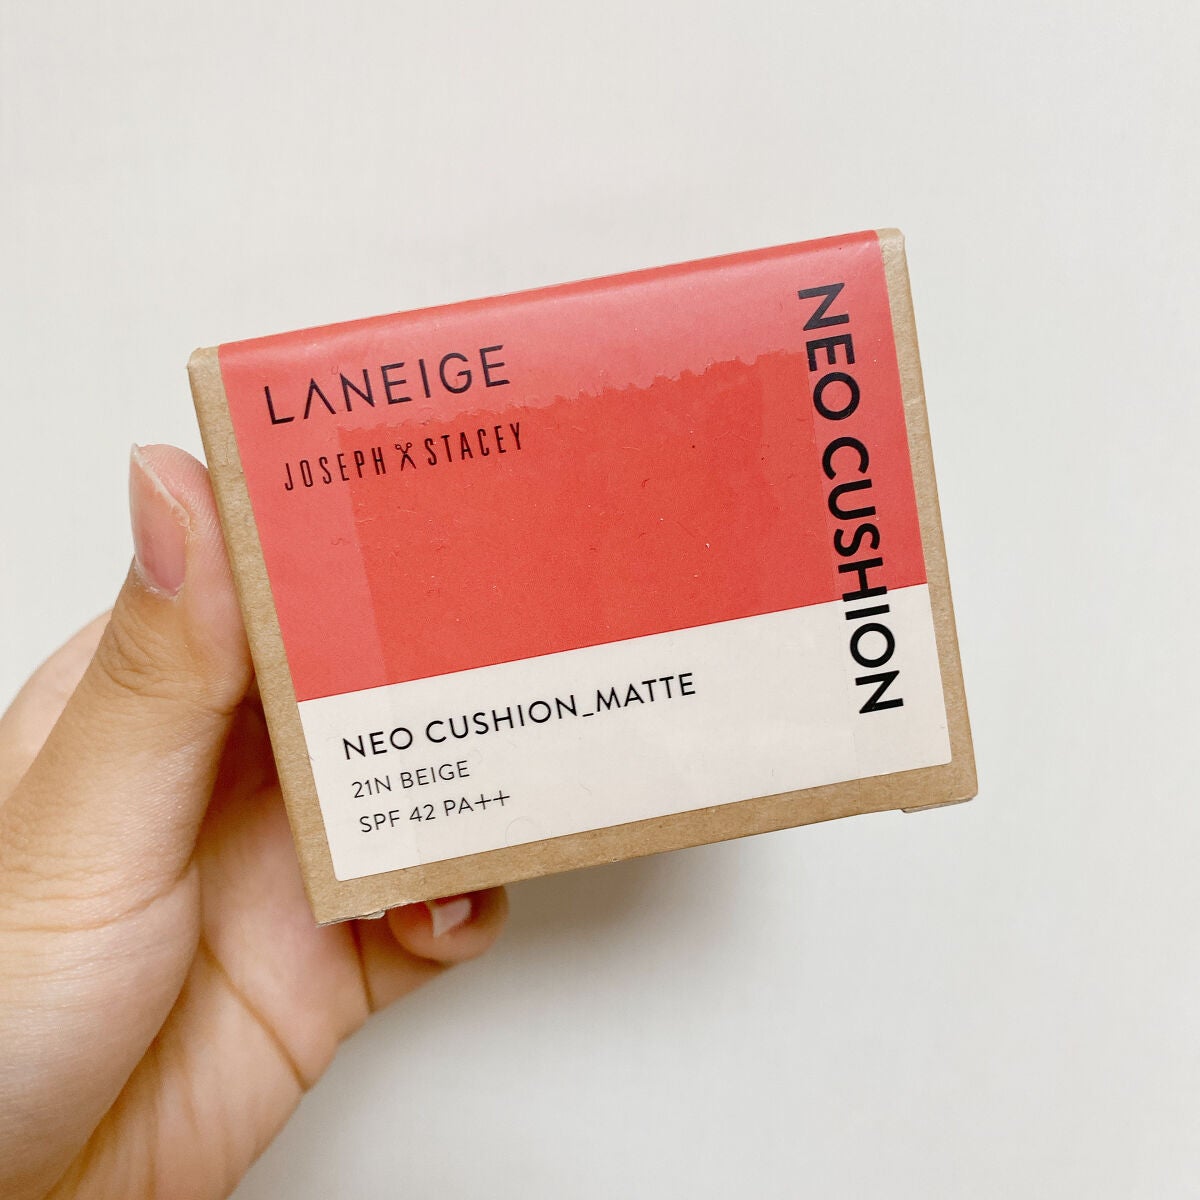 LANEIGE
JOSEPH STACEY
NEO CUSHION
NEO CUSHION_MATTE
21N BEIGE
SPF 42 PA++